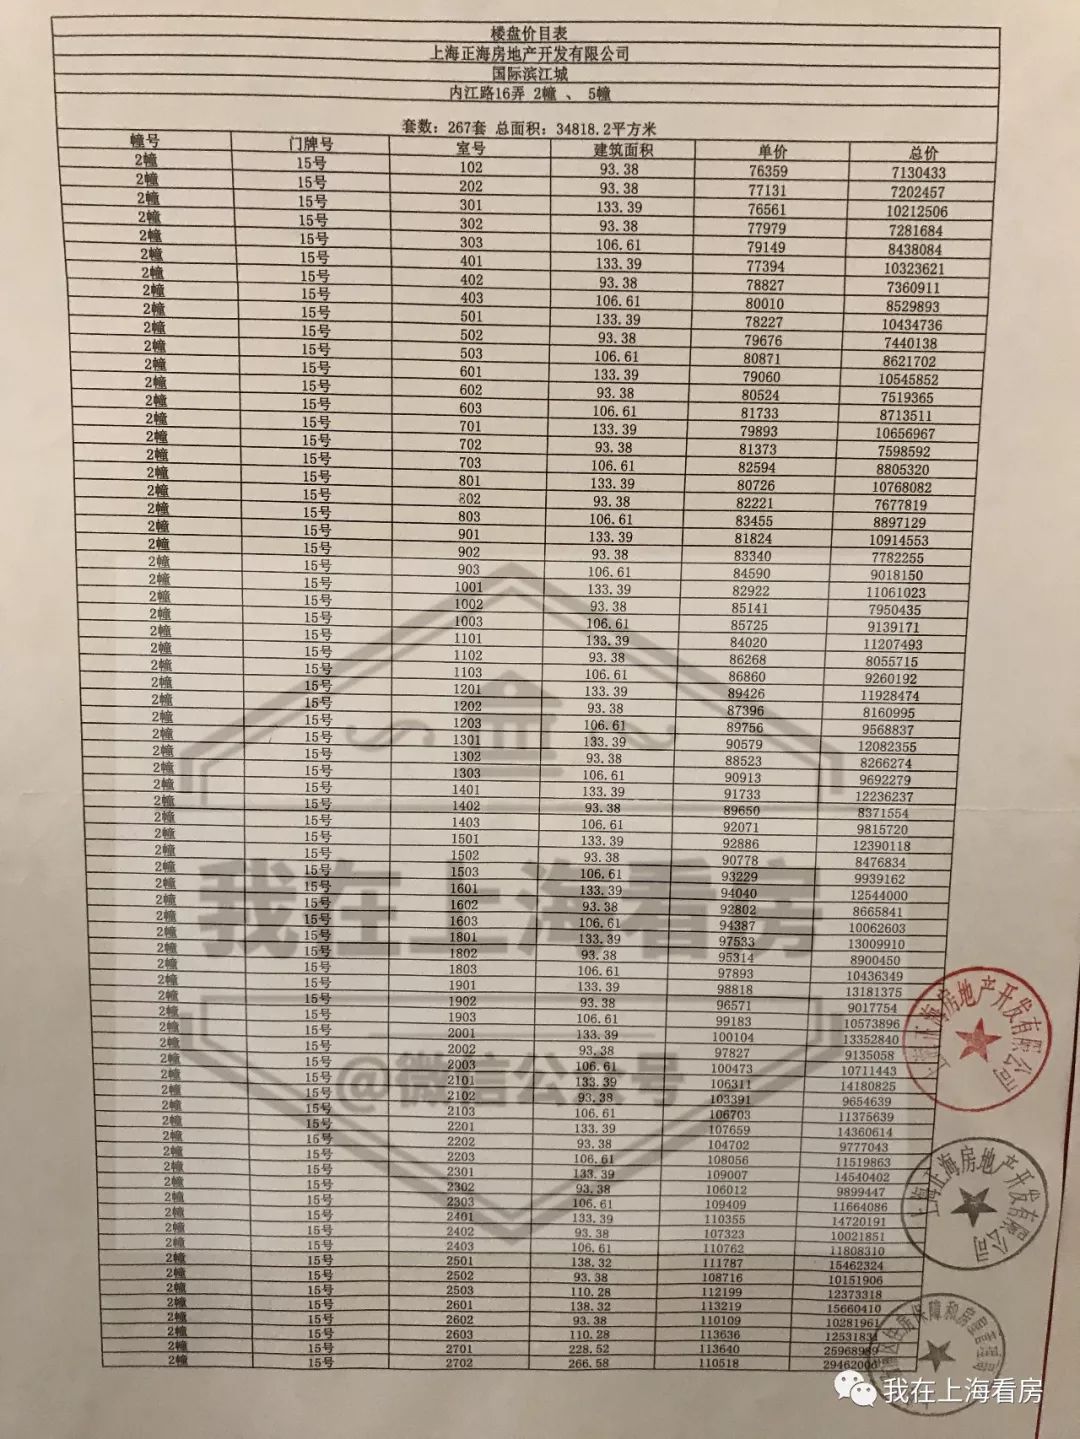 楼盘价目表
上海正海房地产开发有限公司
国际滨江城
内江路16弄 2幢 、 5幢
套数：267套 总面积：34818.2平方米
幢号 门牌号 室号 建筑面积 单价 总价
2幢 15号 102 93.38 76359 7130433
2幢 15号 202 93.38 77131 7202457
2幢 15号 301 133.39 76561 10212506
2幢 15号 302 93.38 77979 7281684
2幢 15号 303 106.61 79149 8438084
2幢 15号 401 133.39 77394 10323621
2幢 15号 402 93.38 78827 7360911
2幢 15号 403 106.61 80010 8529893
2幢 15号 501 133.39 78227 10434736
2幢 15号 502 93.38 79676 7440138
2幢 15号 503 106.61 80871 8621702
2幢 15号 601 133.39 79060 10545852
2幢 15号 602 93.38 80524 7519365
2幢 15号 603 106.61 81733 8713511
2幢 15号 701 133.39 79893 10656967
2幢 15号 702 93.38 81373 7598592
2幢 15号 703 106.61 82594 8805320
2幢 15号 801 133.39 80726 10768082
2幢 15号 802 93.38 82221 7677819
2幢 15号 803 106.61 83455 8897129
2幢 15号 901 133.39 81824 10914553
2幢 15号 902 93.38 83340 7782255
2幢 15号 903 106.61 84590 9018150
2幢 15号 1001 133.39 82922 11061023
2幢 15号 1002 93.38 85141 7950435
2幢 15号 1003 106.61 85725 9139171
2幢 15号 1101 133.39 84020 11207493
2幢 15号 1102 93.38 86268 8055715
2幢 15号 1103 106.61 86860 9260192
2幢 15号 1201 133.39 89426 11928474
2幢 15号 1202 93.38 87396 8160995
2幢 15号 1203 106.61 89756 9568837
2幢 15号 1301 133.39 90579 12082355
2幢 15号 1302 93.38 88523 8266274
2幢 15号 1303 106.61 90913 9692279
2幢 15号 1401 133.39 91733 12236237
2幢 15号 1402 93.38 89650 8371554
2幢 15号 1403 106.61 92071 9815720
2幢 15号 1501 133.39 92886 12390118
2幢 15号 1502 93.38 90778 8476834
2幢 15号 1503 106.61 93229 9939162
2幢 15号 1601 133.39 94040 12544000
2幢 15号 1602 93.38 92802 8665841
2幢 15号 1603 106.61 94387 10062603
2幢 15号 1801 133.39 97533 13009910
2幢 15号 1802 93.38 95314 8900450
2幢 15号 1803 106.61 97893 10436349
2幢 15号 1901 133.39 98818 13181375
2幢 15号 1902 93.38 96571 9017754
2幢 15号 1903 106.61 99183 10573896
2幢 15号 2001 133.39 100104 13352840
2幢 15号 2002 93.38 97827 9135058
2幢 15号 2003 106.61 100473 10711443
2幢 15号 2101 133.39 106311 14180825
2幢 15号 2102 93.38 103391 9654639
2幢 15号 2103 106.61 106703 11375639
2幢 15号 2201 133.39 107659 14360614
2幢 15号 2202 93.38 104702 9777043
2幢 15号 2203 106.61 108056 11519863
2幢 15号 2301 133.39 109007 14540402
2幢 15号 2302 93.38 106012 9899447
2幢 15号 2303 106.61 109409 11664086
2幢 15号 2401 133.39 110355 14720191
2幢 15号 2402 93.38 107323 10021851
2幢 15号 2403 106.61 110762 11808310
2幢 15号 2501 138.32 111787 15462324
2幢 15号 2502 93.38 108716 10151906
2幢 15号 2503 110.28 112199 12373318
2幢 15号 2601 138.32 113219 15660410
2幢 15号 2602 93.38 110109 10281961
2幢 15号 2603 110.28 113636 12531831
2幢 15号 2701 228.52 113640 25968989
2幢 15号 2702 266.58 110518 29462006
我在上海看房
@微信公众号
上海正海房地产开发有限公司
上海正海房地产开发有限公司
住房保障和房屋管理局
我在上海看房